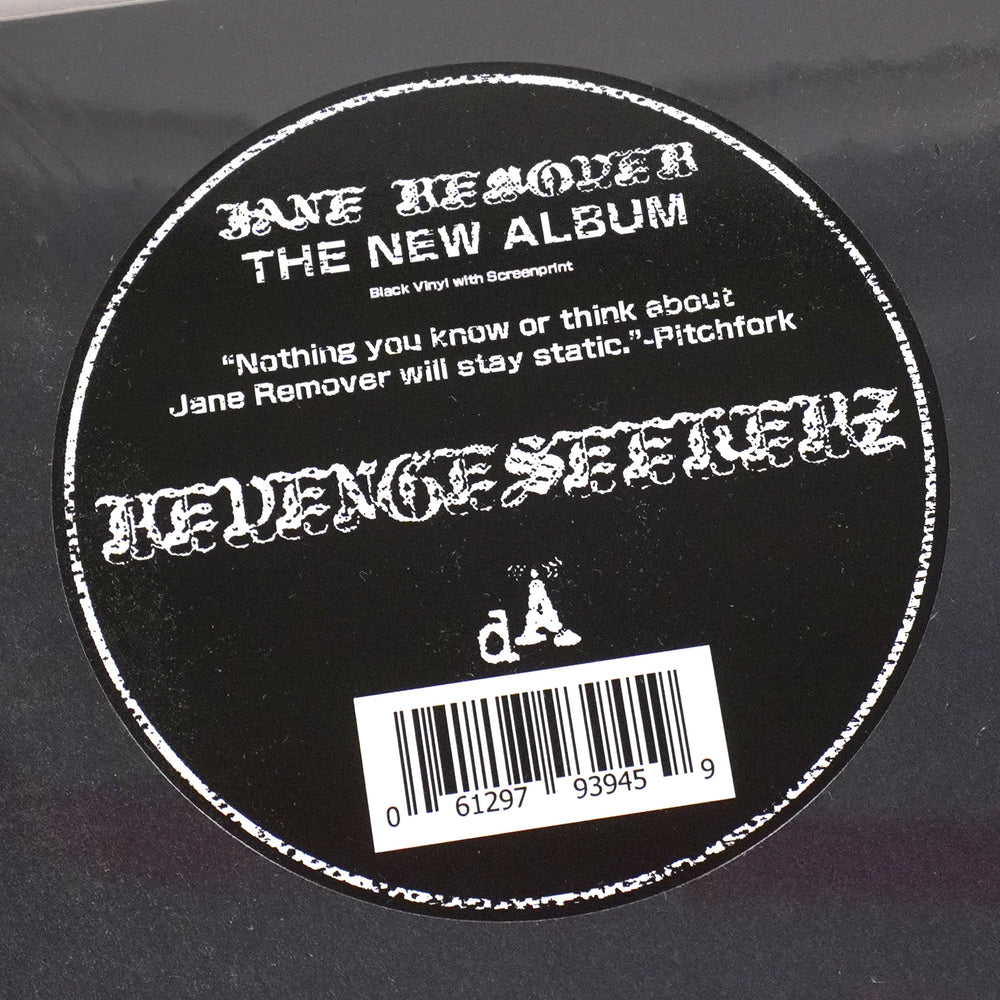 JANE REMOVER
THE NEW ALBUM
Black Vinyl with Screenprint
“Nothing you know or think about
Jane Remover will stay static.”-Pitchfork
REVENGESEEKERZ
dA
0 61297 93945 9